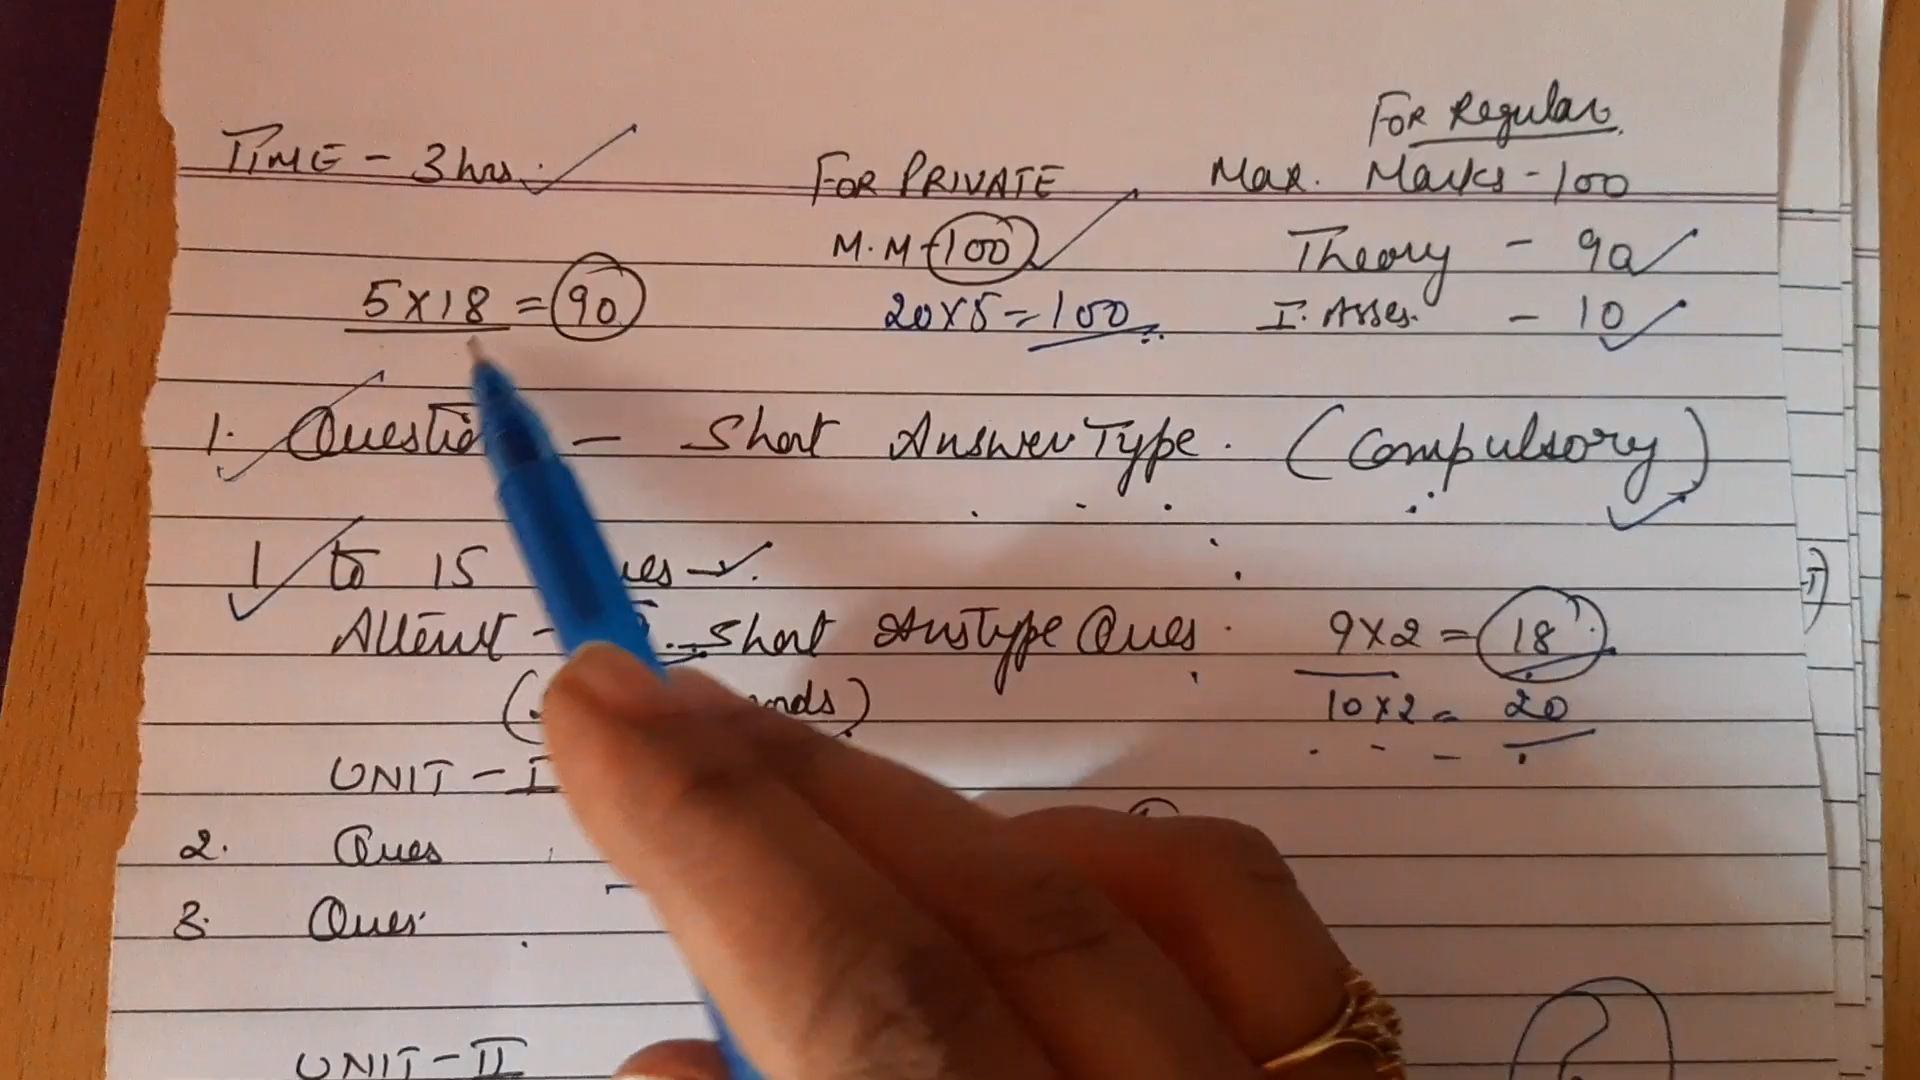 FOR Regular
TIME - 3 hrs.
FOR PRIVATE
Max. Marks - 100
M.M - 100
Theory - 90
5x18 = 90
20x5 = 100
I. Asses. - 10
1. Question - Short Answer Type. (Compulsory)
1 to 15
Attempt - Short AnsType Ques. 9x2 = 18
10x2 = 20
UNIT - I
2. Ques
3. Ques.
UNIT - II